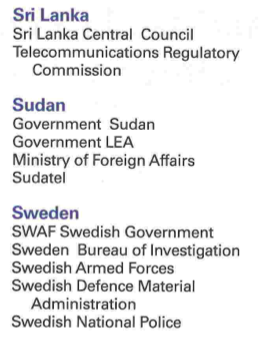 Sri Lanka
Sri Lanka Central Council
Telecommunications Regulatory
Commission
Sudan
Government Sudan
Government LEA
Ministry of Foreign Affairs
Sudatel
Sweden
SWAF Swedish Government
Sweden Bureau of Investigation
Swedish Armed Forces
Swedish Defence Material
Administration
Swedish National Police